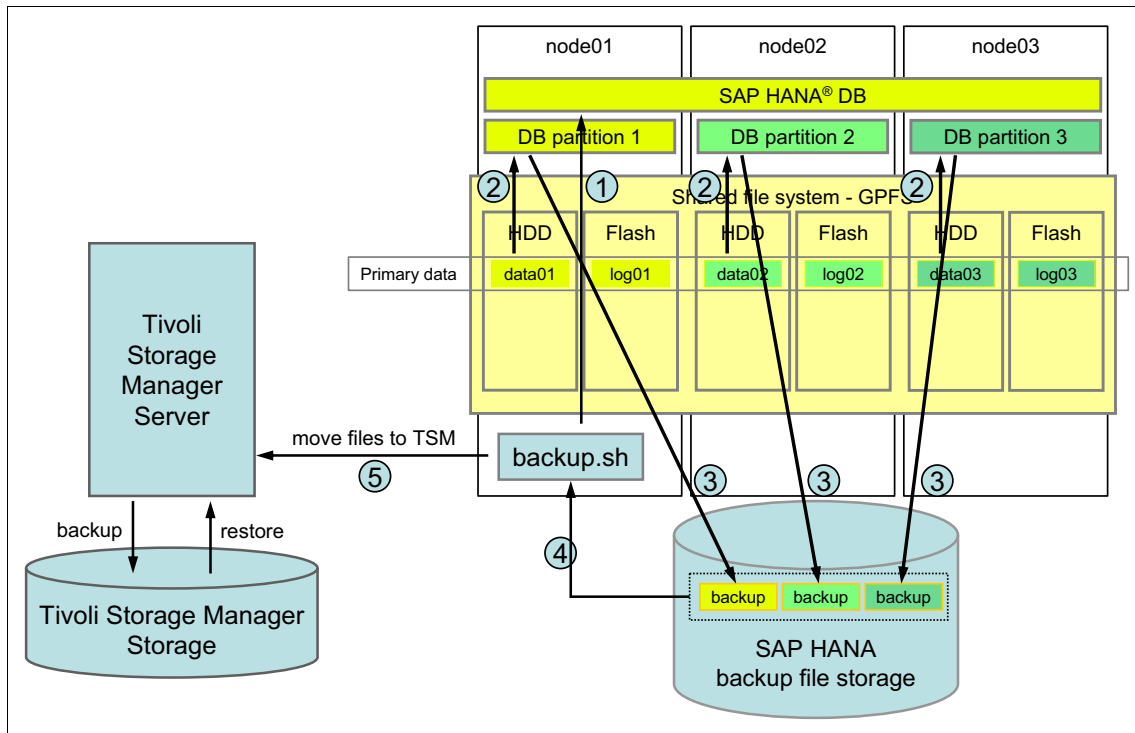 node01
node02
node03
SAP HANA® DB
DB partition 1
DB partition 2
DB partition 3
2
1
2
2
Shared file system - GPFS
HDD
Flash
HDD
Flash
HDD
Flash
Primary data
data01
log01
data02
log02
data03
log03
Tivoli
Storage
Manager
Server
move files to TSM
5
backup.sh
3
3
3
backup
restore
4
Tivoli Storage Manager
Storage
backup
backup
backup
SAP HANA
backup file storage